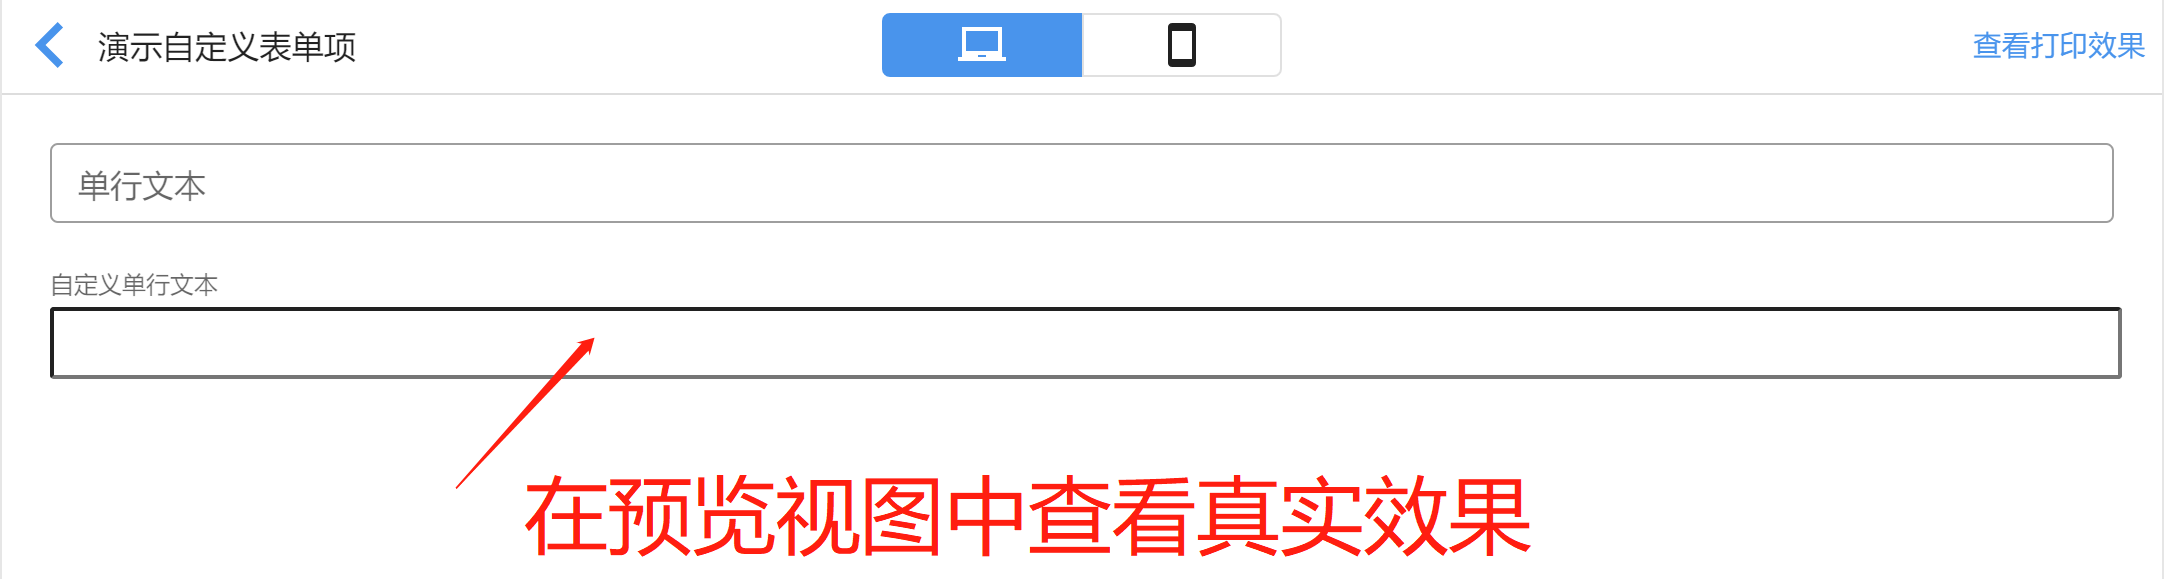 演示自定义表单项
查看打印效果
单行文本
自定义单行文本
在预览视图中查看真实效果